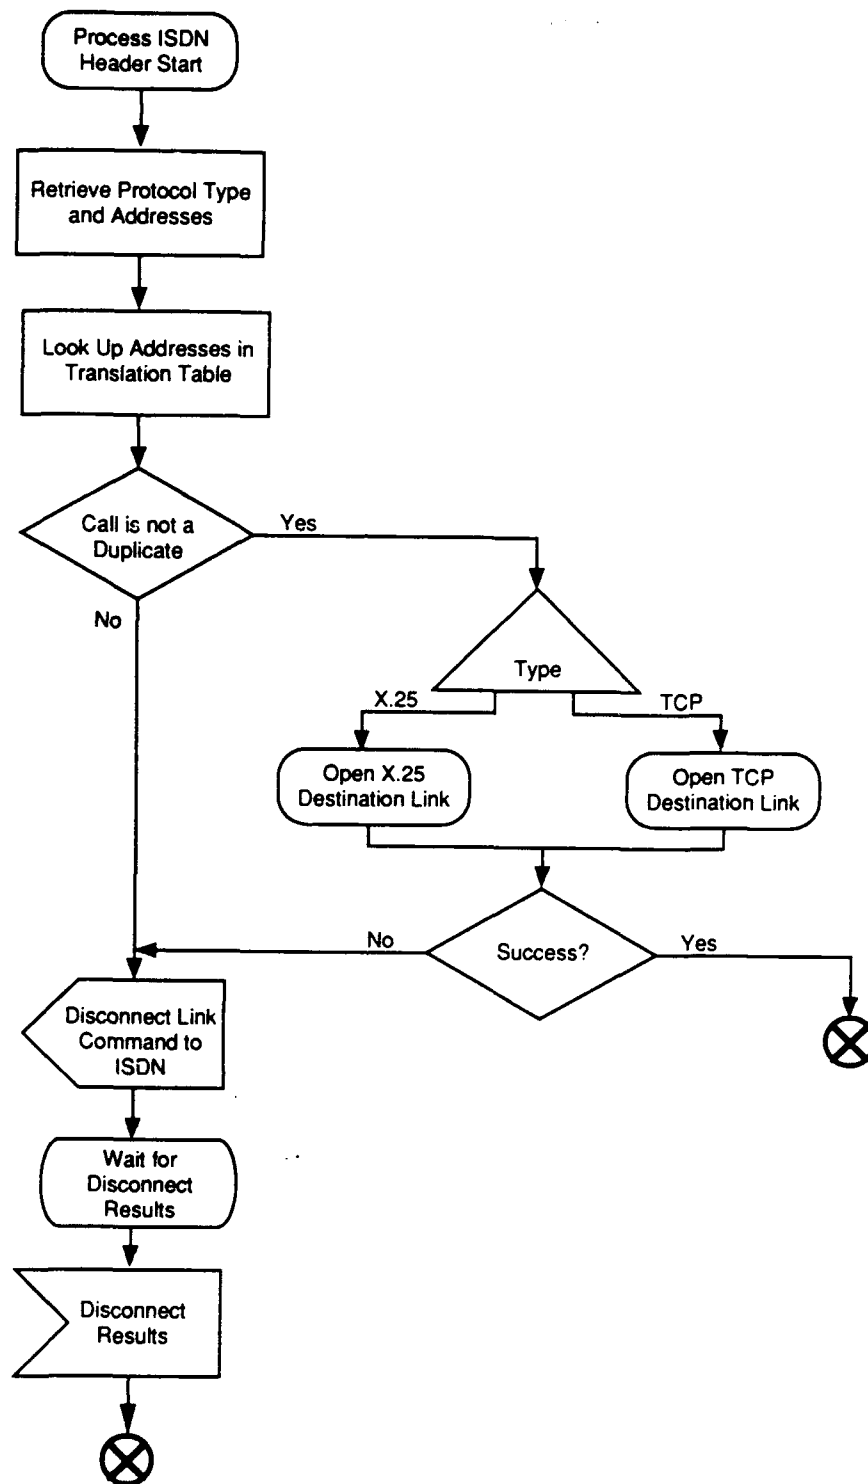 Process ISDN
Header Start
Retrieve Protocol Type
and Addresses
Look Up Addresses in
Translation Table
Call is not a
Duplicate
Yes
No
Type
X.25
TCP
Open X.25
Destination Link
Open TCP
Destination Link
Success?
No
Yes
Disconnect Link
Command to
ISDN
Wait for
Disconnect
Results
Disconnect
Results